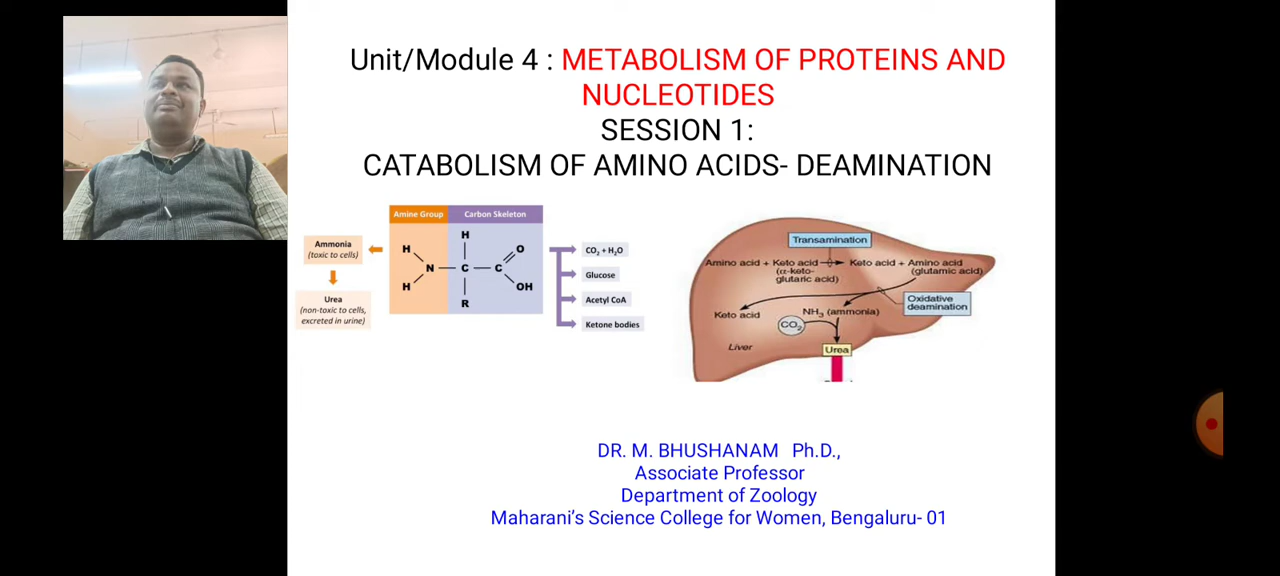 Unit/Module 4 : METABOLISM OF PROTEINS AND
NUCLEOTIDES
SESSION 1:
CATABOLISM OF AMINO ACIDS- DEAMINATION
Amine Group
Carbon Skeleton
Ammonia
(toxic to cells)
Urea
(non-toxic to cells,
excreted in urine)
H
H
O
N
C
C
H
OH
R
CO2 + H2O
Glucose
Acetyl CoA
Ketone bodies
Transamination
Amino acid + Keto acid → Keto acid + Amino acid
(α-keto-
glutaric acid)
(glutamic acid)
Oxidative
deamination
Keto acid
NH3 (ammonia)
CO2
Liver
Urea
DR. M. BHUSHANAM Ph.D.,
Associate Professor
Department of Zoology
Maharani's Science College for Women, Bengaluru- 01